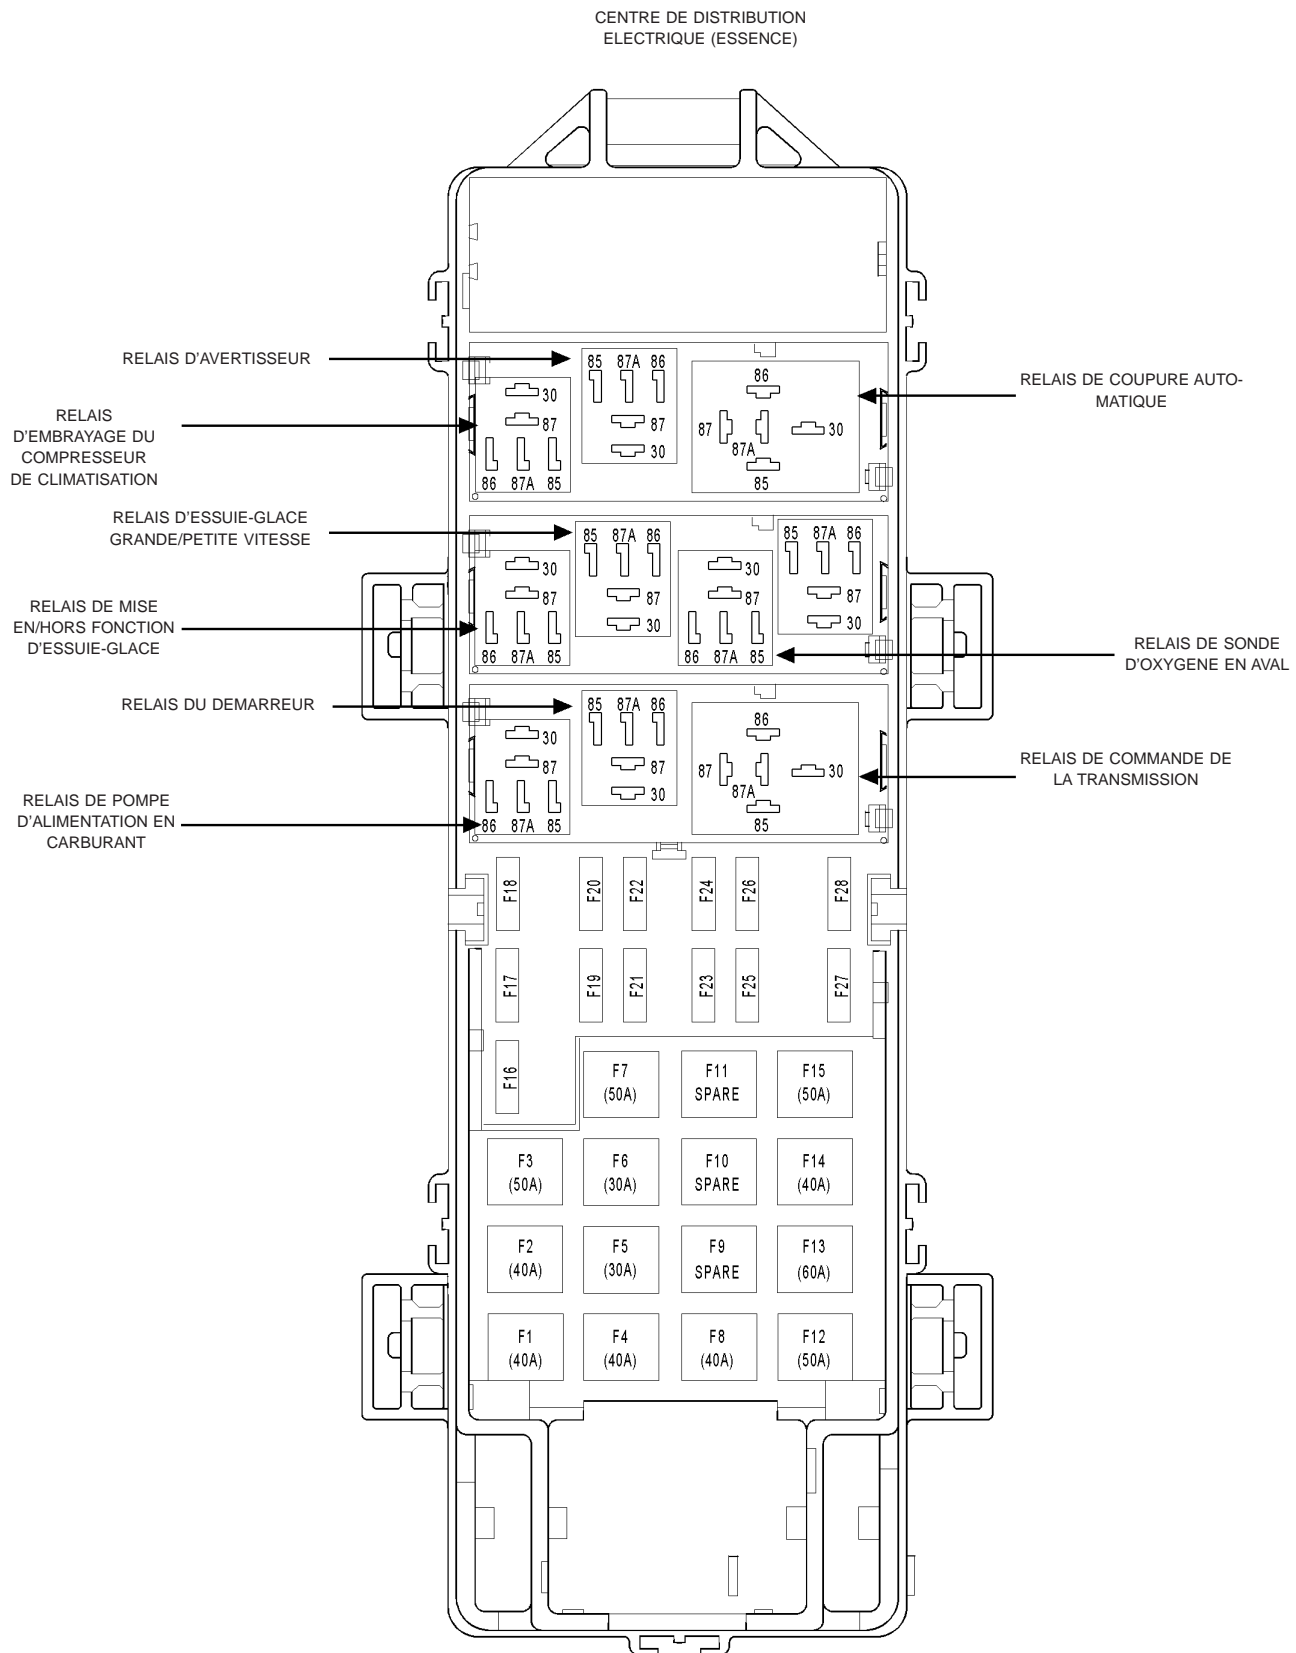 CENTRE DE DISTRIBUTION
ELECTRIQUE (ESSENCE)
RELAIS D'AVERTISSEUR
85 87A 86
87
30
RELAIS
D'EMBRAYAGE DU
COMPRESSEUR
DE CLIMATISATION
30
87
86 87A 85
RELAIS DE COUPURE AUTO-
MATIQUE
86
87
87A
30
85
RELAIS D'ESSUIE-GLACE
GRANDE/PETITE VITESSE
85 87A 86
87
30
RELAIS DE MISE
EN/HORS FONCTION
D'ESSUIE-GLACE
30
87
86 87A 85
30
87
86 87A 85
RELAIS DE SONDE
D'OXYGENE EN AVAL
85 87A 86
87
30
RELAIS DU DEMARREUR
85 87A 86
87
30
RELAIS DE POMPE
D'ALIMENTATION EN
CARBURANT
30
87
86 87A 85
RELAIS DE COMMANDE DE
LA TRANSMISSION
86
87
87A
30
85
F18 F20 F22 F24 F26 F28
F17 F19 F21 F23 F25 F27
F16
F7 F11 F15
(50A) SPARE (50A)
F3 F6 F10 F14
(50A) (30A) SPARE (40A)
F2 F5 F9 F13
(40A) (30A) SPARE (60A)
F1 F4 F8 F12
(40A) (40A) (40A) (50A)